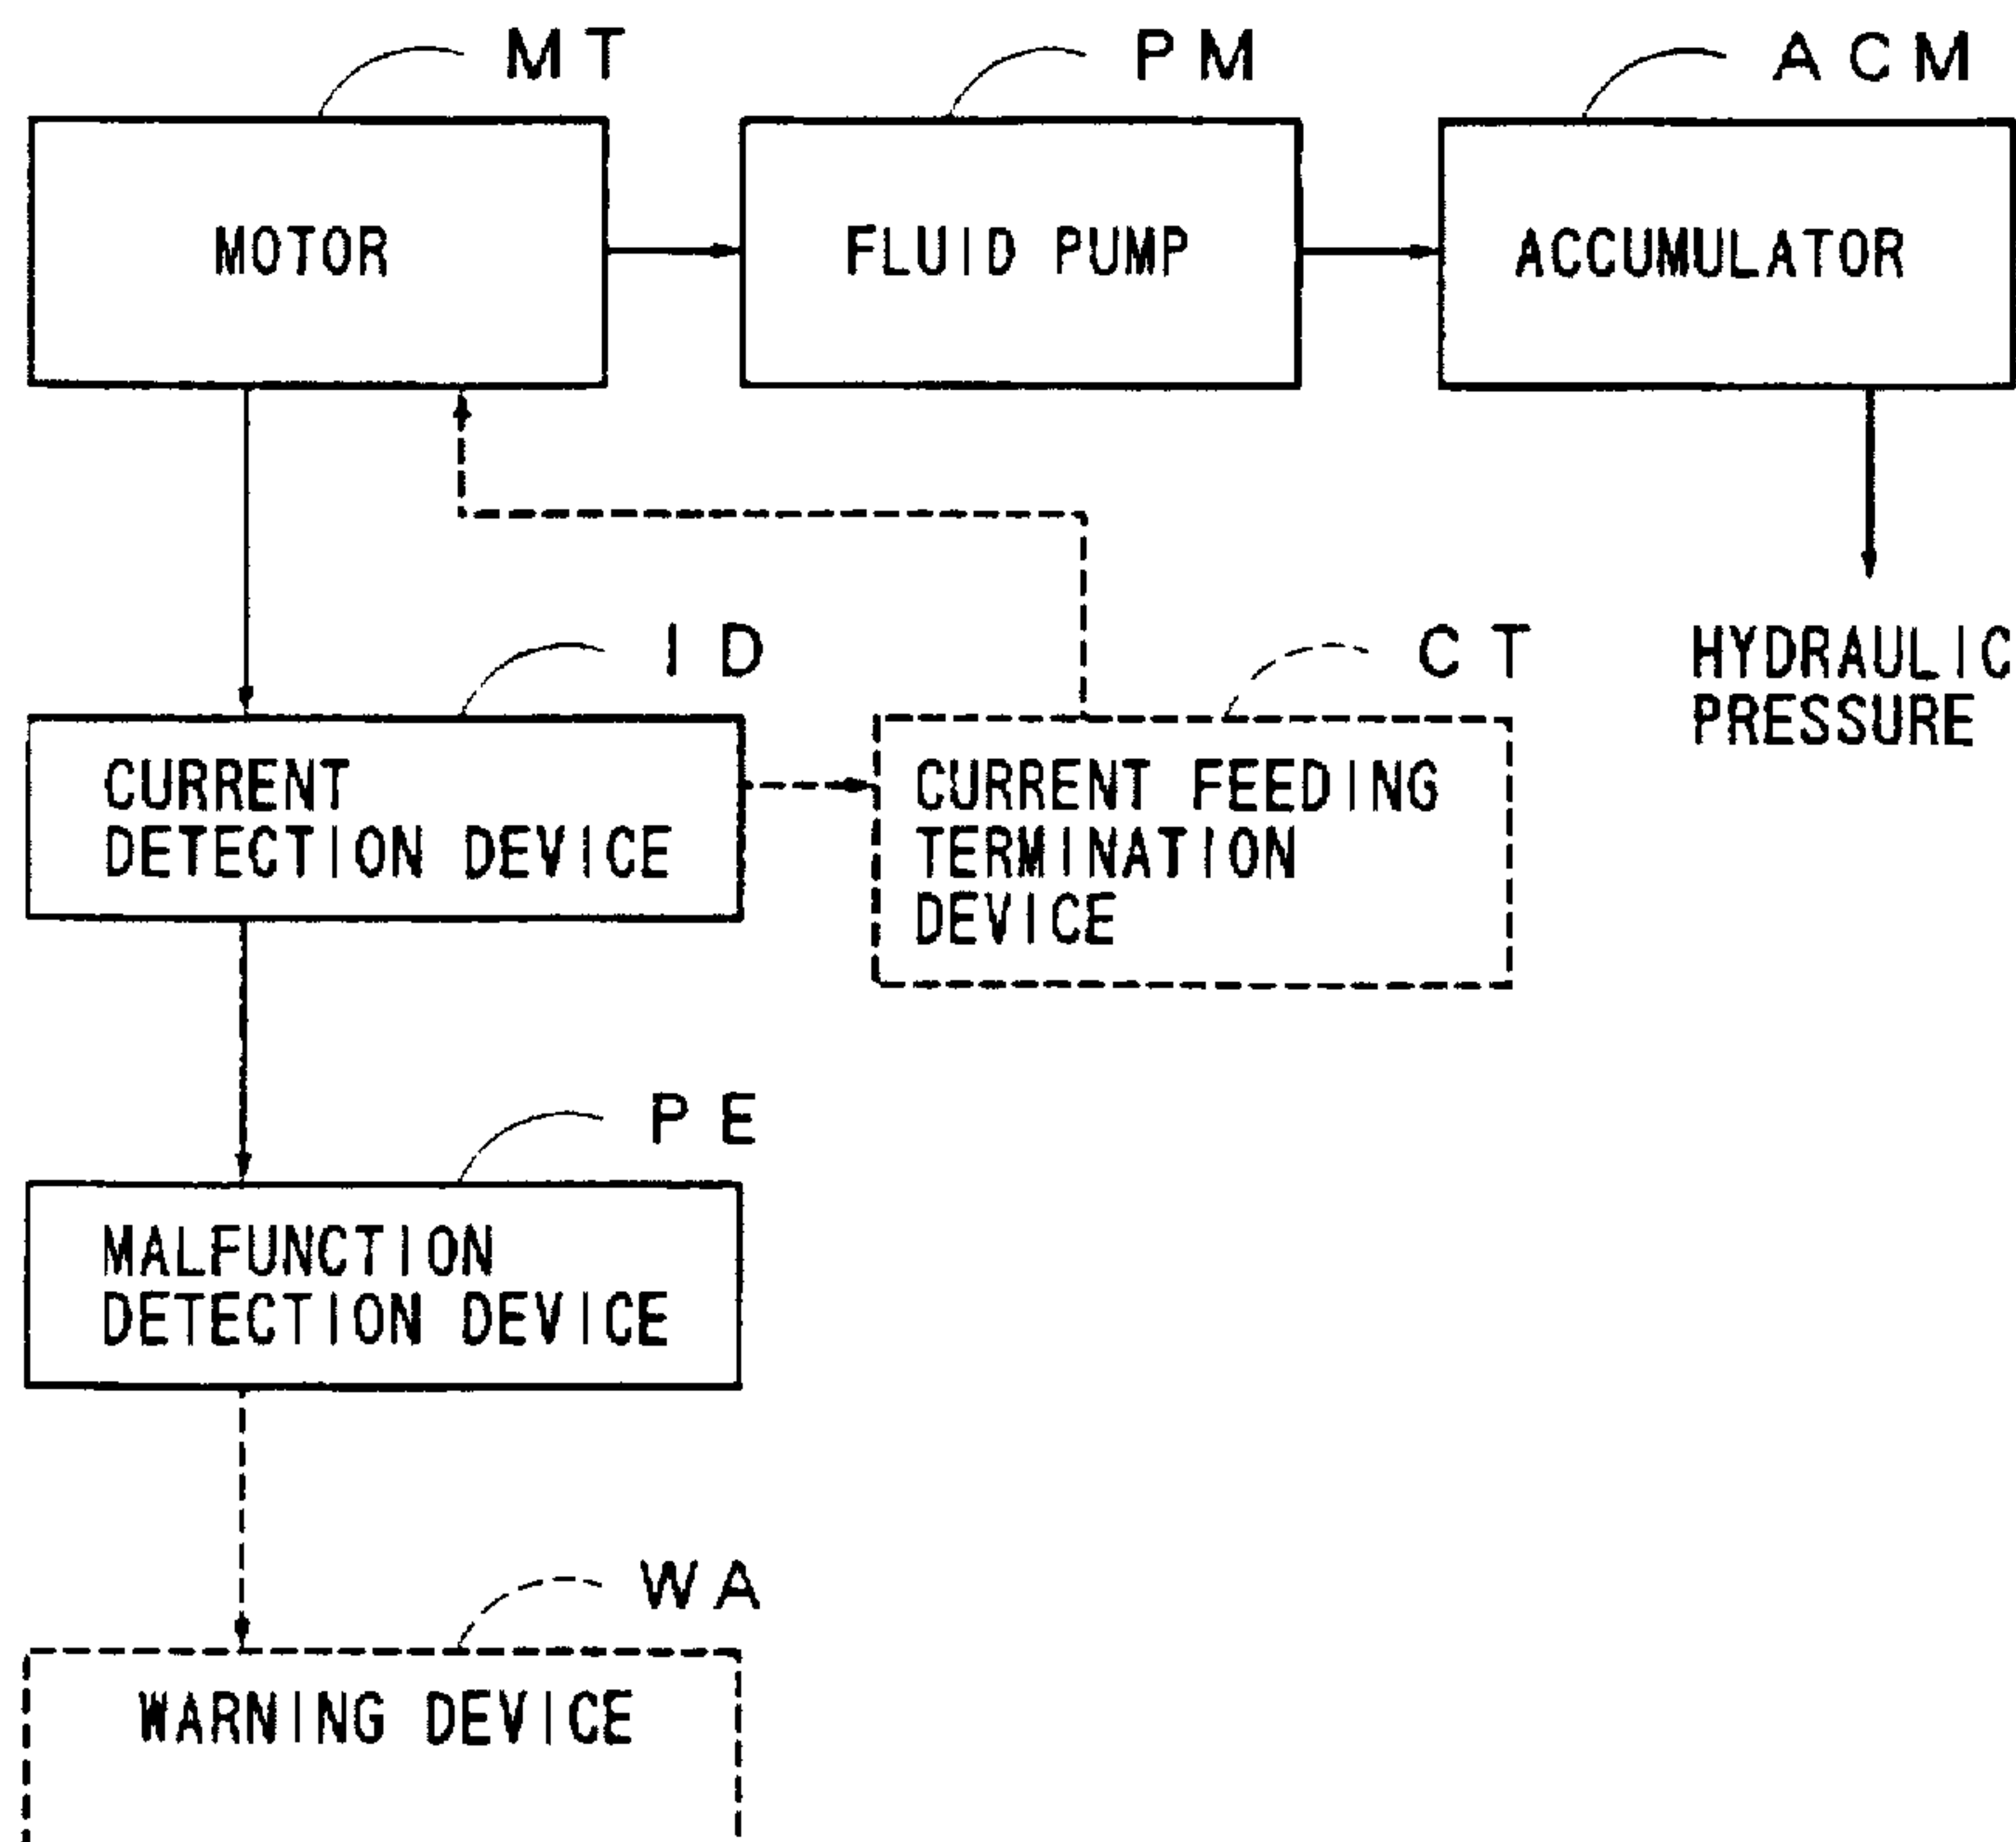 MT
PM
ACM
MOTOR
FLUID PUMP
ACCUMULATOR
ID
CT
HYDRAULIC
PRESSURE
CURRENT
DETECTION DEVICE
CURRENT FEEDING
TERMINATION
DEVICE
PE
MALFUNCTION
DETECTION DEVICE
WA
WARNING DEVICE